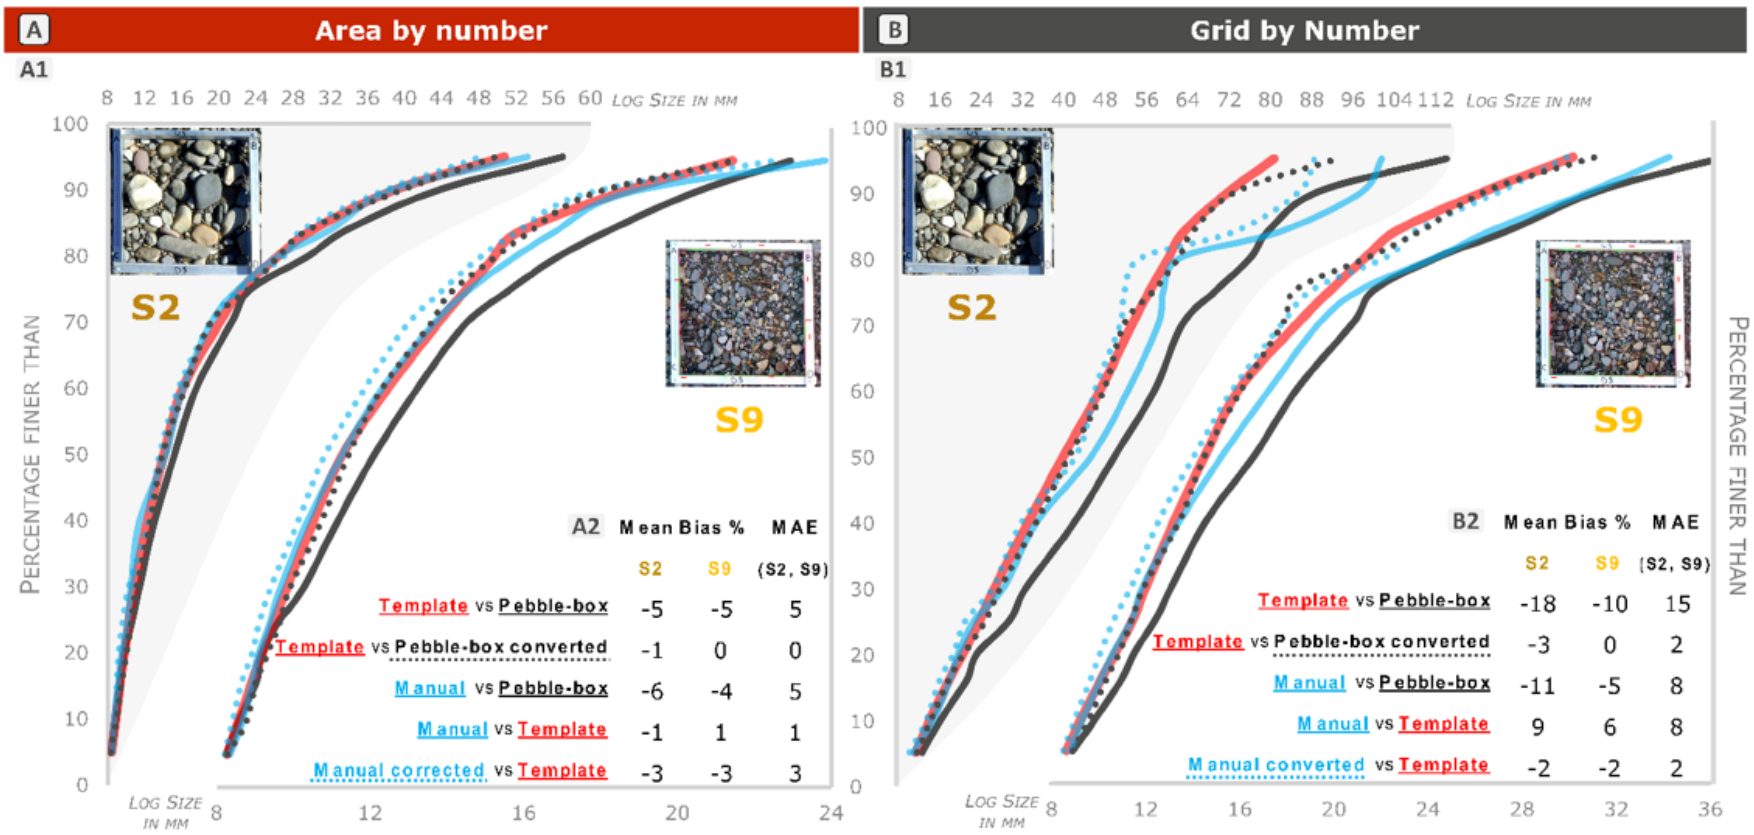 A Area by number
B Grid by Number
A1
8 12 16 20 24 28 32 36 40 44 48 52 56 60 LOG SIZE IN MM
100
90
80
70
60
50
40
30
20
10
0
PERCENTAGE FINER THAN
S2
S9
A2 Mean Bias % MAE
S2 S9 (S2, S9)
Template vs Pebble-box -5 -5 5
Template vs Pebble-box converted -1 0 0
Manual vs Pebble-box -6 -4 5
Manual vs Template -1 1 1
Manual corrected vs Template -3 -3 3
LOG SIZE
IN MM
8 12 16 20 24
B1
8 16 24 32 40 48 56 64 72 80 88 96 104 112 LOG SIZE IN MM
100
90
80
70
60
50
40
30
20
10
0
S2
S9
PERCENTAGE FINER THAN
B2 Mean Bias % MAE
S2 S9 (S2, S9)
Template vs Pebble-box -18 -10 15
Template vs Pebble-box converted -3 0 2
Manual vs Pebble-box -11 -5 8
Manual vs Template 9 6 8
Manual converted vs Template -2 -2 2
LOG SIZE
IN MM
8 12 16 20 24 28 32 36